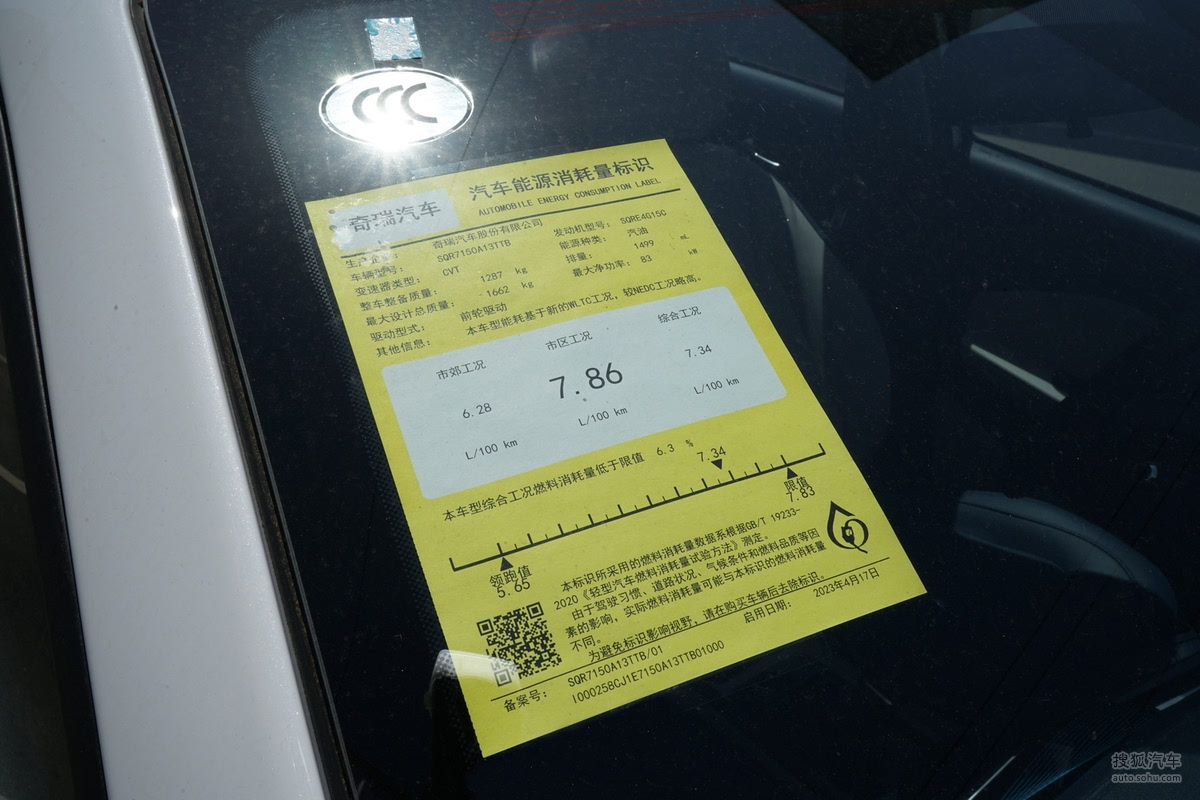 CCC
汽车能源消耗量标识
AUTOMOBILE ENERGY CONSUMPTION LABEL
奇瑞汽车
生产企业: 奇瑞汽车股份有限公司
车辆型号: SQR7150A13TTB 发动机型号: SQRE4G15C
变速器类型: CVT 能源种类: 汽油
整车整备质量: 1287 kg 排量: 1499 mL
最大设计总质量: 1662 kg 最大净功率: 83 kW
驱动型式: 前轮驱动
其他信息: 本车型能耗基于新的WLTC工况，较NEDC工况略高。
市郊工况 市区工况 综合工况
6.28 7.86 7.34
L/100 km L/100 km L/100 km
本车型综合工况燃料消耗量低于限值 6.3 %
7.34
限值
7.83
领跑值
5.65
本标识所采用的燃料消耗量数据系根据GB/T 19233-
2020《轻型汽车燃料消耗量试验方法》测定。
由于驾驶习惯、道路状况、气候条件和燃料品质等因
素的影响，实际燃料消耗量可能与本标识的燃料消耗量
不同。
为避免标识影响视野，请在购买车辆后去除标识。
备案号: SQR7150A13TTB/01 启用日期: 2023年4月17日
I000258CJ1E7150A13TTB01000
搜狐汽车
auto.sohu.com